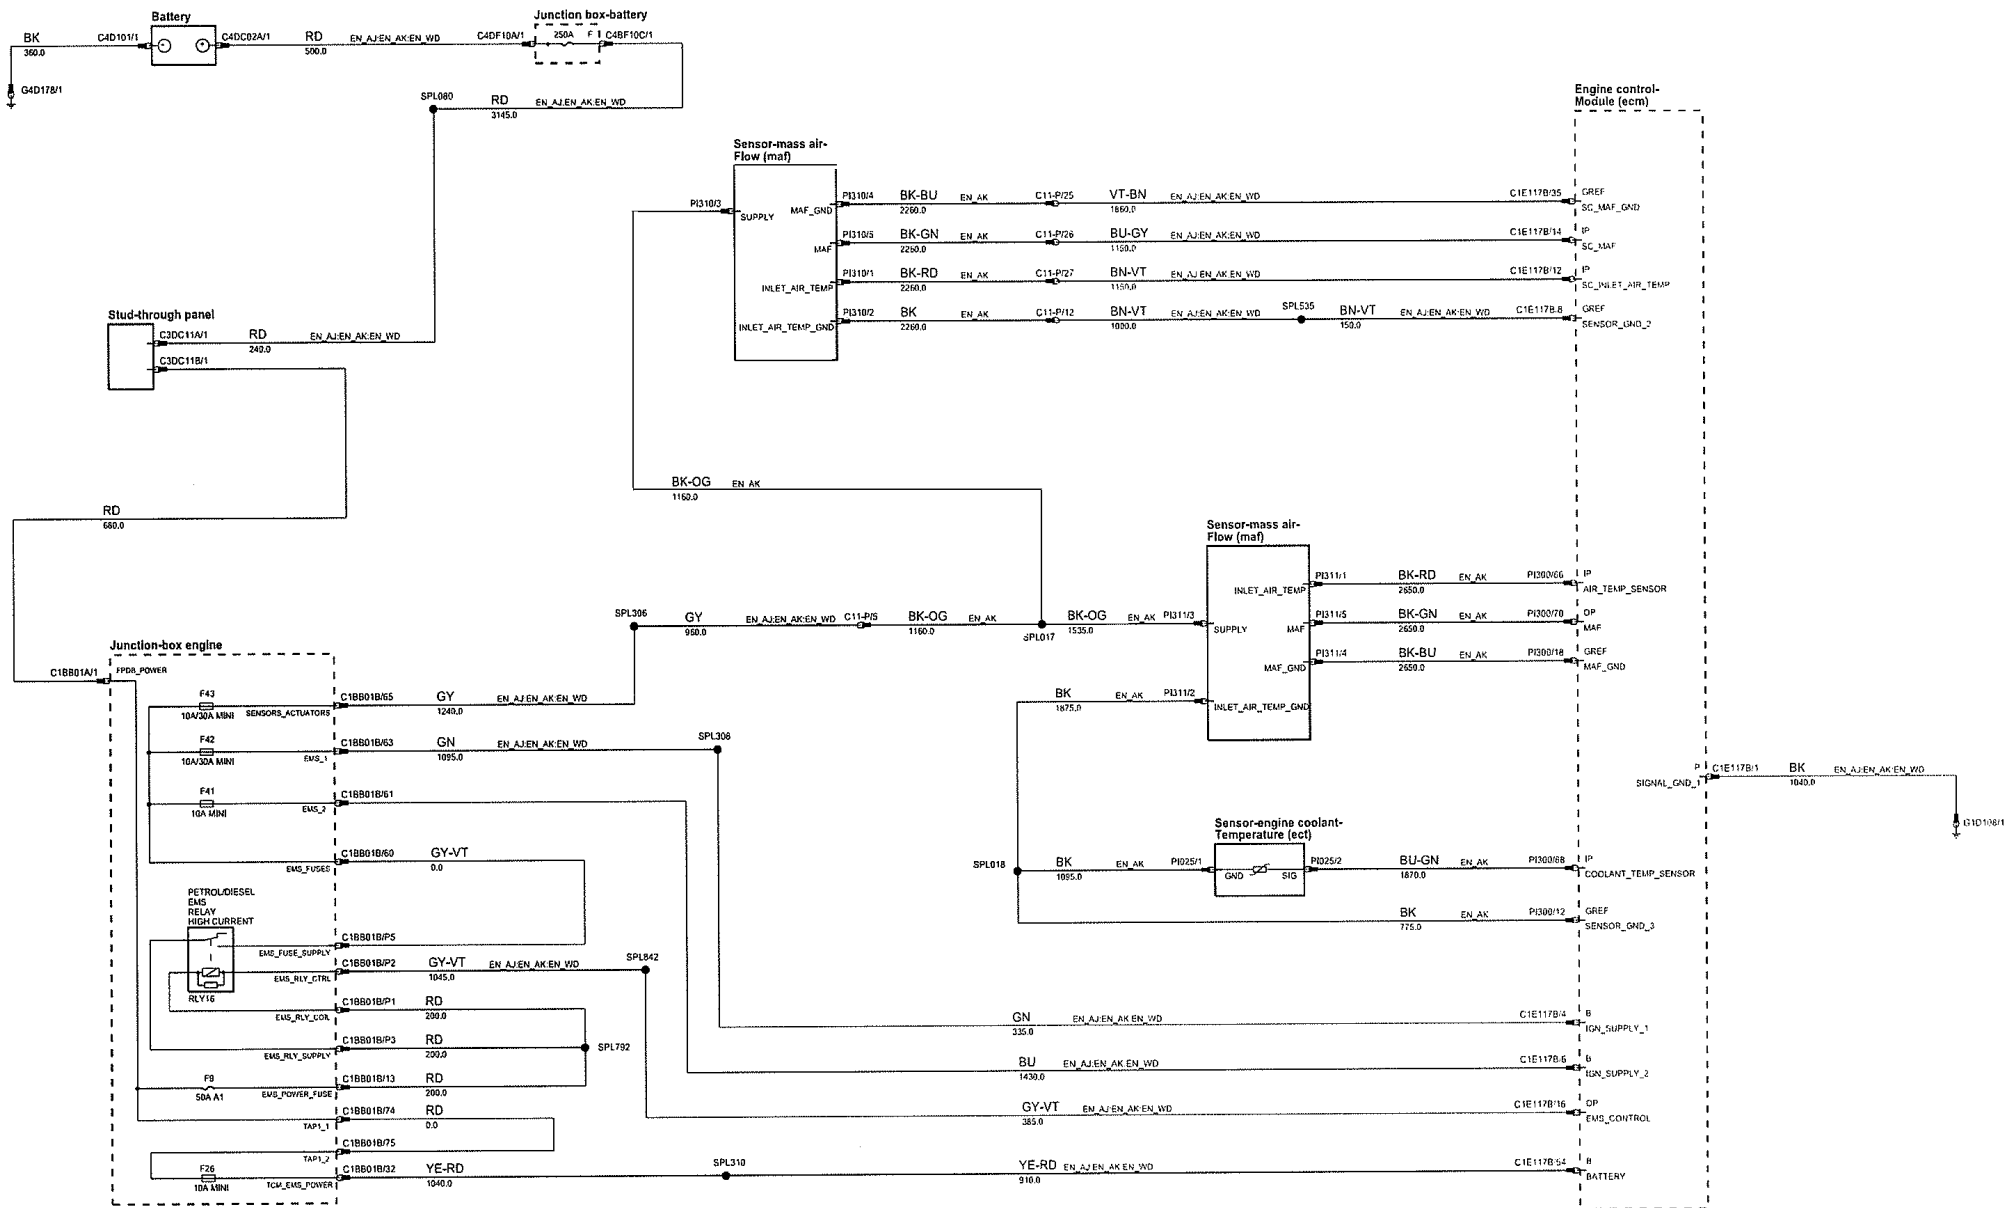 Battery
BK
360.0
C4D101/1
C4DC02A/1
RD
500.0
EN_AJ:EN_AK:EN_WD
C4DF10A/1
Junction box-battery
250A F
C4BF10C/1
G4D178/1
SPL080
RD
3145.0
EN_AJ:EN_AK:EN_WD
Stud-through panel
C3DC11A/1
RD
240.0
EN_AJ:EN_AK:EN_WD
C3DC11B/1
RD
680.0
Sensor-mass air-
Flow (maf)
PI310/3
SUPPLY
MAF_GND
MAF
INLET_AIR_TEMP
INLET_AIR_TEMP_GND
PI310/4
BK-BU
2260.0
EN_AK
C11-P/25
VT-BN
1860.0
EN_AJ:EN_AK:EN_WD
C1E117B/35
GREF
SC_MAF_GND
PI310/5
BK-GN
2260.0
EN_AK
C11-P/26
BU-GY
1150.0
EN_AJ:EN_AK:EN_WD
C1E117B/14
IP
SC_MAF
PI310/1
BK-RD
2260.0
EN_AK
C11-P/27
BN-VT
1150.0
EN_AJ:EN_AK:EN_WD
C1E117B/12
IP
SC_INLET_AIR_TEMP
PI310/2
BK
2260.0
EN_AK
C11-P/12
BN-VT
1000.0
EN_AJ:EN_AK:EN_WD
SPL535
BN-VT
150.0
EN_AJ:EN_AK:EN_WD
C1E117B/8
GREF
SENSOR_GND_2
Engine control-
Module (ecm)
BK-OG
1160.0
EN_AK
Sensor-mass air-
Flow (maf)
SPL306
GY
950.0
EN_AJ:EN_AK:EN_WD
C11-P/5
BK-OG
1160.0
EN_AK
SPL017
BK-OG
1535.0
EN_AK
PI311/3
SUPPLY
INLET_AIR_TEMP
MAF
MAF_GND
INLET_AIR_TEMP_GND
PI311/1
BK-RD
2650.0
EN_AK
PI300/66
IP
AIR_TEMP_SENSOR
PI311/5
BK-GN
2650.0
EN_AK
PI300/70
OP
MAF
PI311/4
BK-BU
2650.0
EN_AK
PI300/18
GREF
MAF_GND
BK
1875.0
EN_AK
PI311/2
Junction-box engine
C1BB01A/1
FPDB_POWER
F43
10A/30A MINI
SENSORS_ACTUATORS
C1BB01B/65
GY
1240.0
EN_AJ:EN_AK:EN_WD
F42
10A/30A MINI
EMS_1
C1BB01B/63
GN
1095.0
EN_AJ:EN_AK:EN_WD
SPL308
F41
10A MINI
EMS_2
C1BB01B/61
EMS_FUSES
C1BB01B/60
GY-VT
0.0
P
SIGNAL_GND_1
C1E117B/1
BK
1040.0
EN_AJ:EN_AK:EN_WD
G1D108/1
Sensor-engine coolant-
Temperature (ect)
SPL018
BK
1095.0
EN_AK
PI025/1
GND
SIG
PI025/2
BU-GN
1870.0
EN_AK
PI300/68
IP
COOLANT_TEMP_SENSOR
BK
775.0
EN_AK
PI300/12
GREF
SENSOR_GND_3
PETROL/DIESEL
EMS
RELAY
HIGH CURRENT
RLY16
EMS_FUSE_SUPPLY
C1BB01B/P5
EMS_RLY_CTRL
C1BB01B/P2
GY-VT
1045.0
EN_AJ:EN_AK:EN_WD
SPL842
EMS_RLY_COIL
C1BB01B/P1
RD
200.0
EMS_RLY_SUPPLY
C1BB01B/P3
RD
200.0
SPL792
F9
50A A1
EMS_POWER_FUSE
C1BB01B/13
RD
200.0
TAP1_1
C1BB01B/74
RD
0.0
TAP1_2
C1BB01B/75
F26
10A MINI
TCM_EMS_POWER
C1BB01B/32
YE-RD
1040.0
SPL310
YE-RD
910.0
EN_AJ:EN_AK:EN_WD
C1E117B/54
B
BATTERY
GN
335.0
EN_AJ:EN_AK:EN_WD
C1E117B/4
B
IGN_SUPPLY_1
BU
1430.0
EN_AJ:EN_AK:EN_WD
C1E117B/6
B
IGN_SUPPLY_2
GY-VT
385.0
EN_AJ:EN_AK:EN_WD
C1E117B/16
OP
EMS_CONTROL